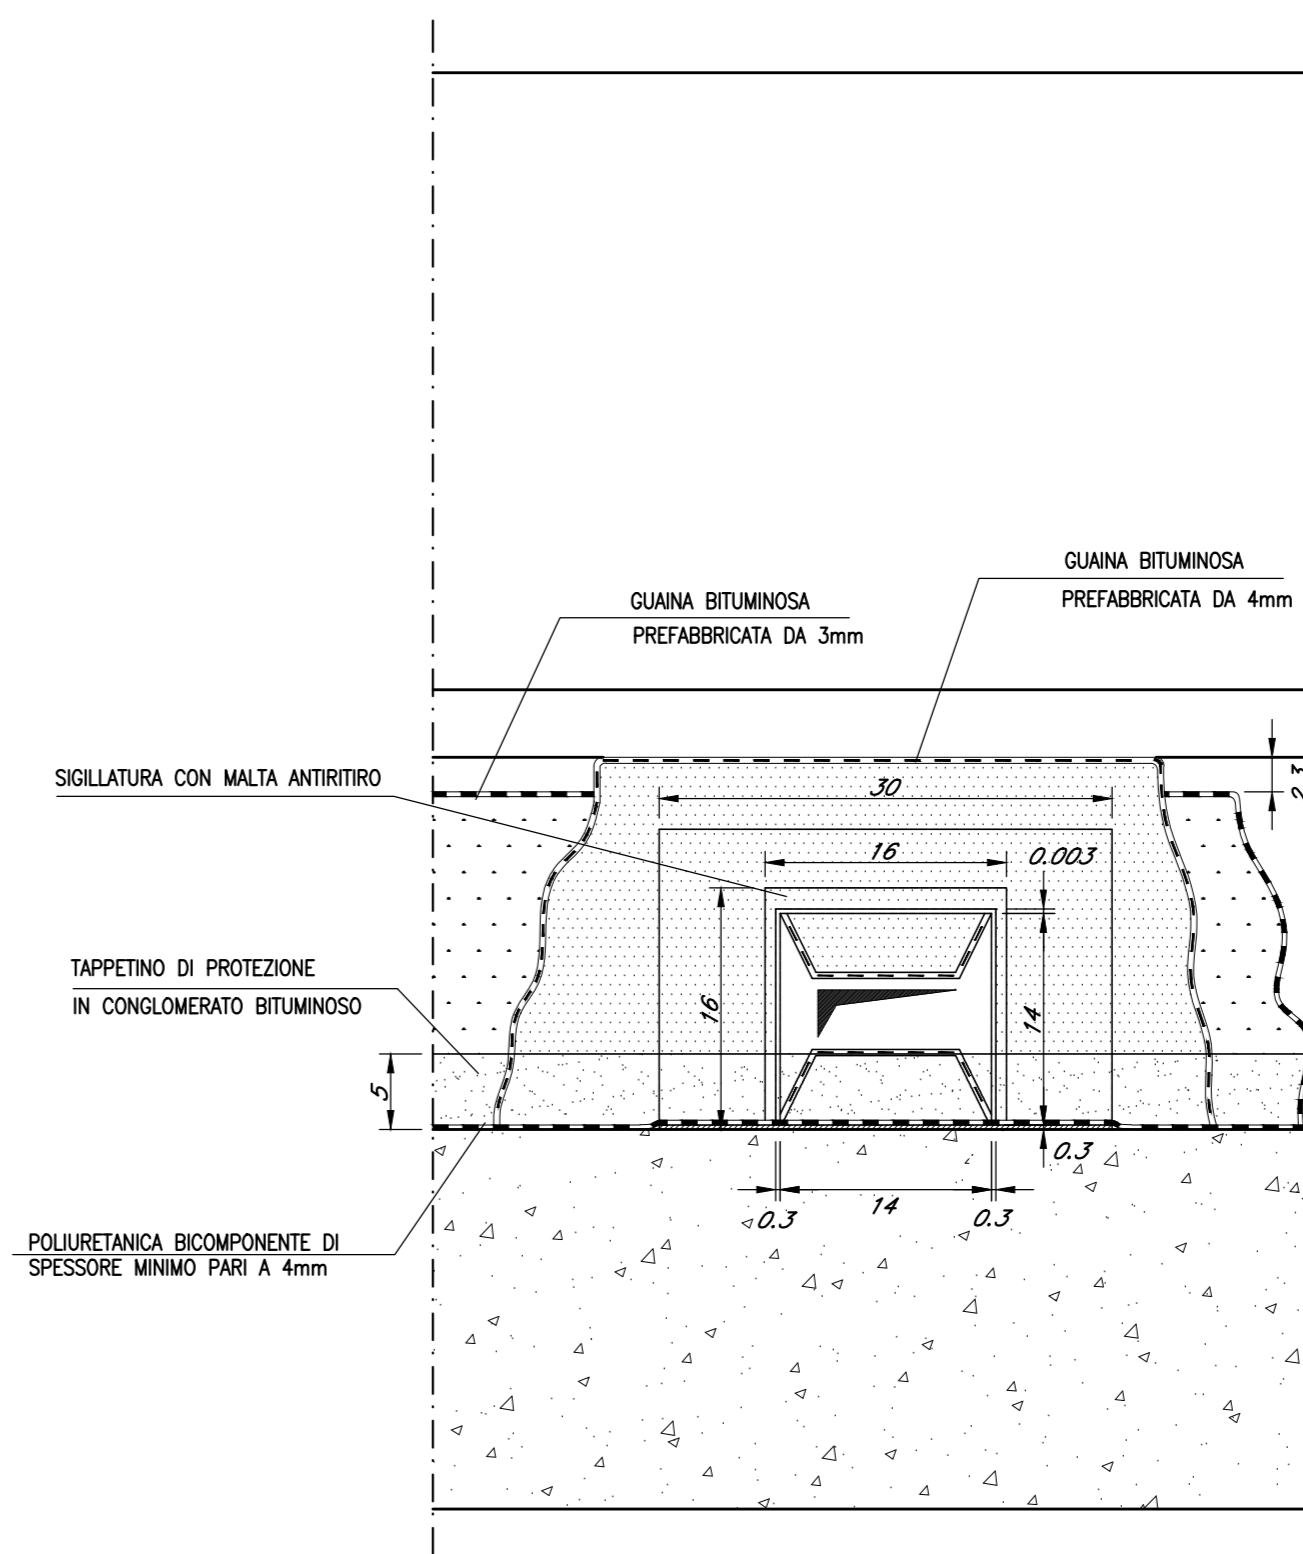 GUAINA BITUMINOSA
PREFABBRICATA DA 4mm
GUAINA BITUMINOSA
PREFABBRICATA DA 3mm
SIGILLATURA CON MALTA ANTIRITIRO
30
16
0.003
TAPPETINO DI PROTEZIONE
IN CONGLOMERATO BITUMINOSO
16
14
5
0.3
0.3
14
0.3
POLIURETANICA BICOMPONENTE DI
SPESSORE MINIMO PARI A 4mm